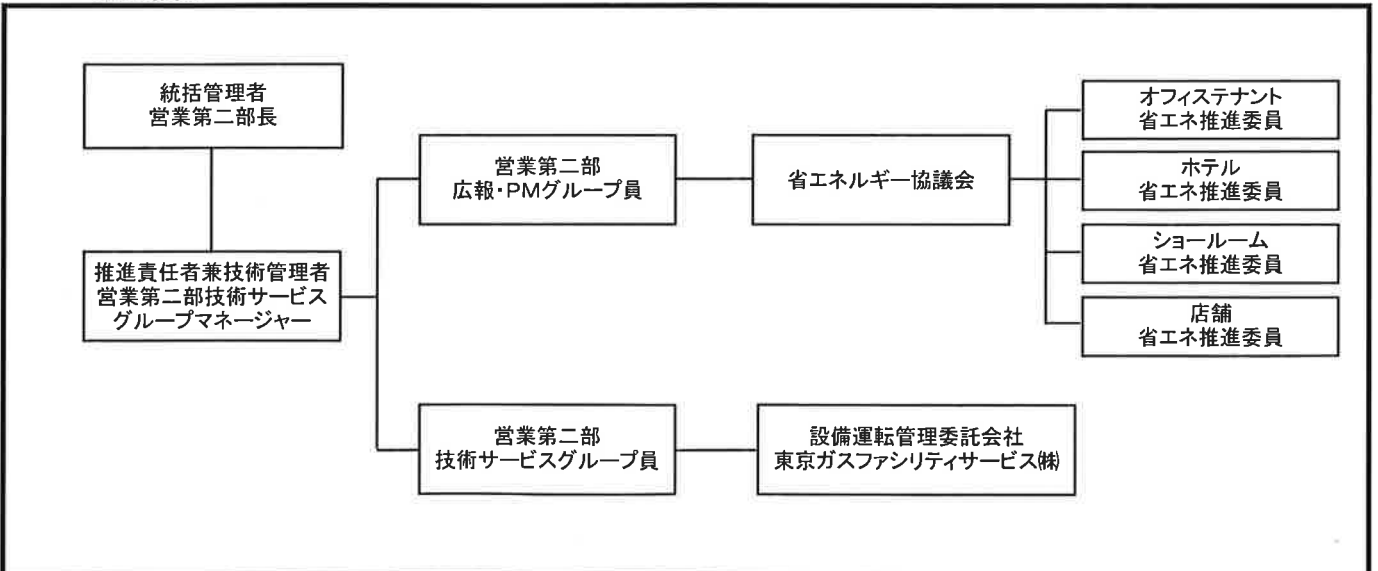 統括管理者
営業第二部長
推進責任者兼技術管理者
営業第二部技術サービス
グループマネージャー
営業第二部
広報・PMグループ員
省エネルギー協議会
オフィステナント
省エネ推進委員
ホテル
省エネ推進委員
ショールーム
省エネ推進委員
店舗
省エネ推進委員
営業第二部
技術サービスグループ員
設備運転管理委託会社
東京ガスファシリティサービス㈱